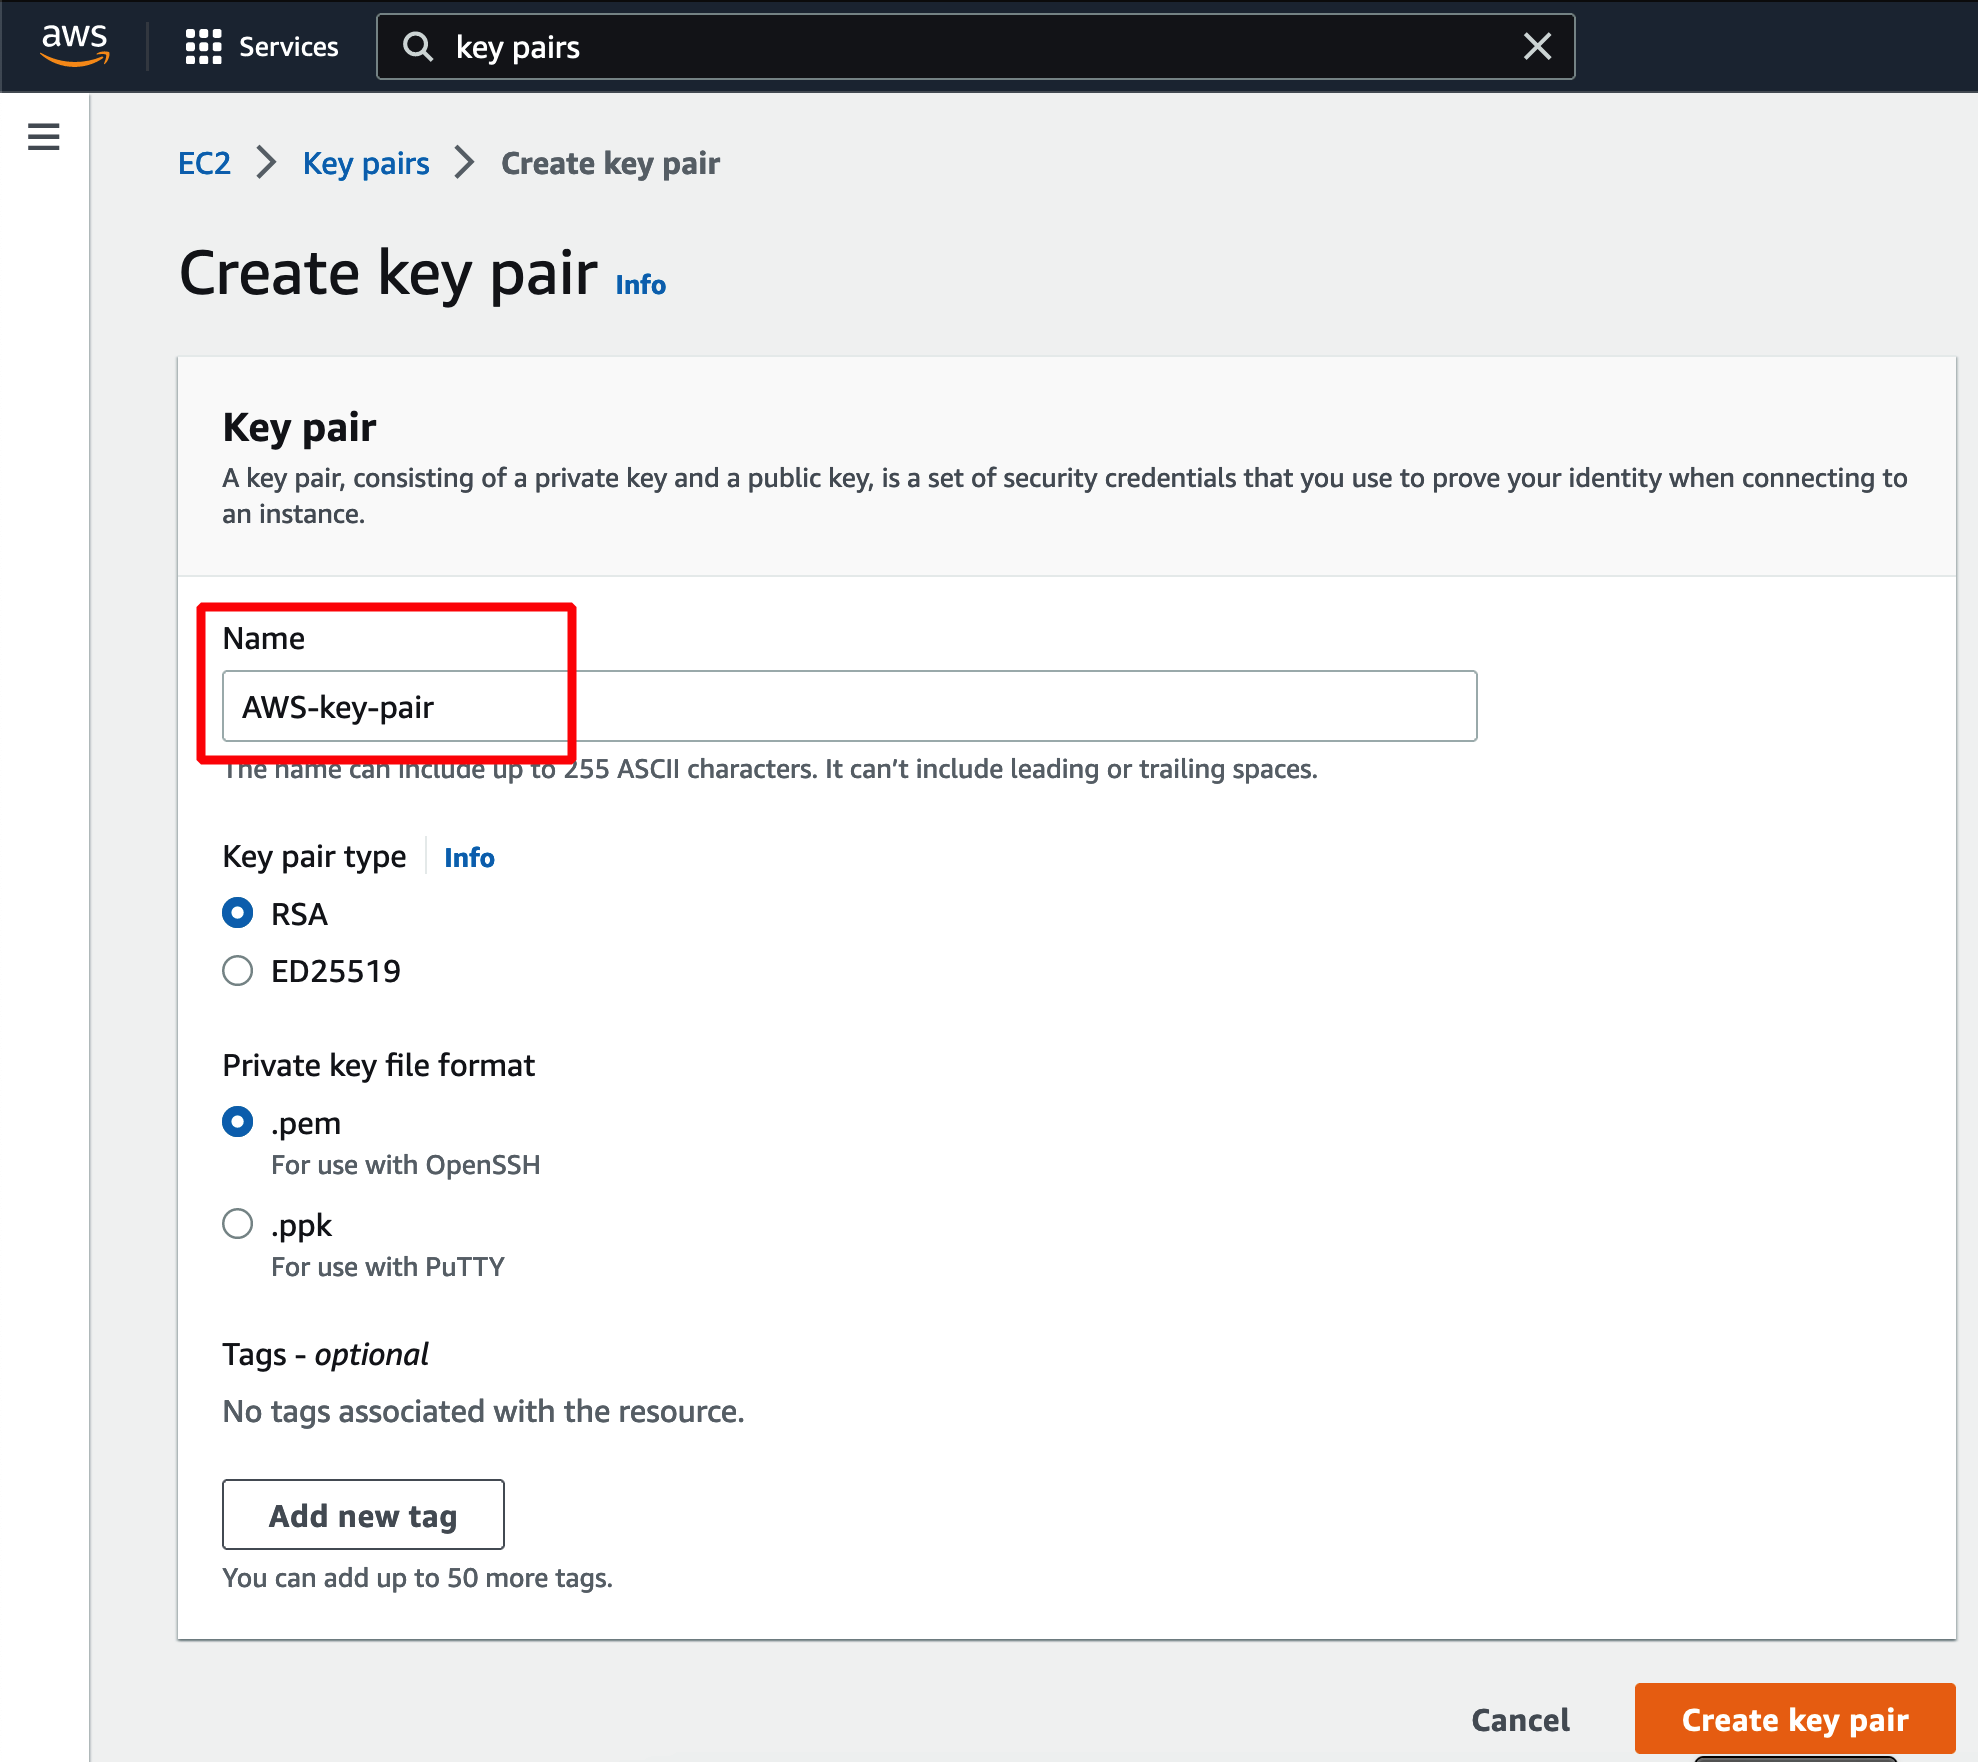 aws
Services
key pairs
EC2 > Key pairs > Create key pair
Create key pair Info
Key pair
A key pair, consisting of a private key and a public key, is a set of security credentials that you use to prove your identity when connecting to
an instance.
Name
AWS-key-pair
The name can include up to 255 ASCII characters. It can’t include leading or trailing spaces.
Key pair type Info
RSA
ED25519
Private key file format
.pem
For use with OpenSSH
.ppk
For use with PuTTY
Tags - optional
No tags associated with the resource.
Add new tag
You can add up to 50 more tags.
Cancel
Create key pair